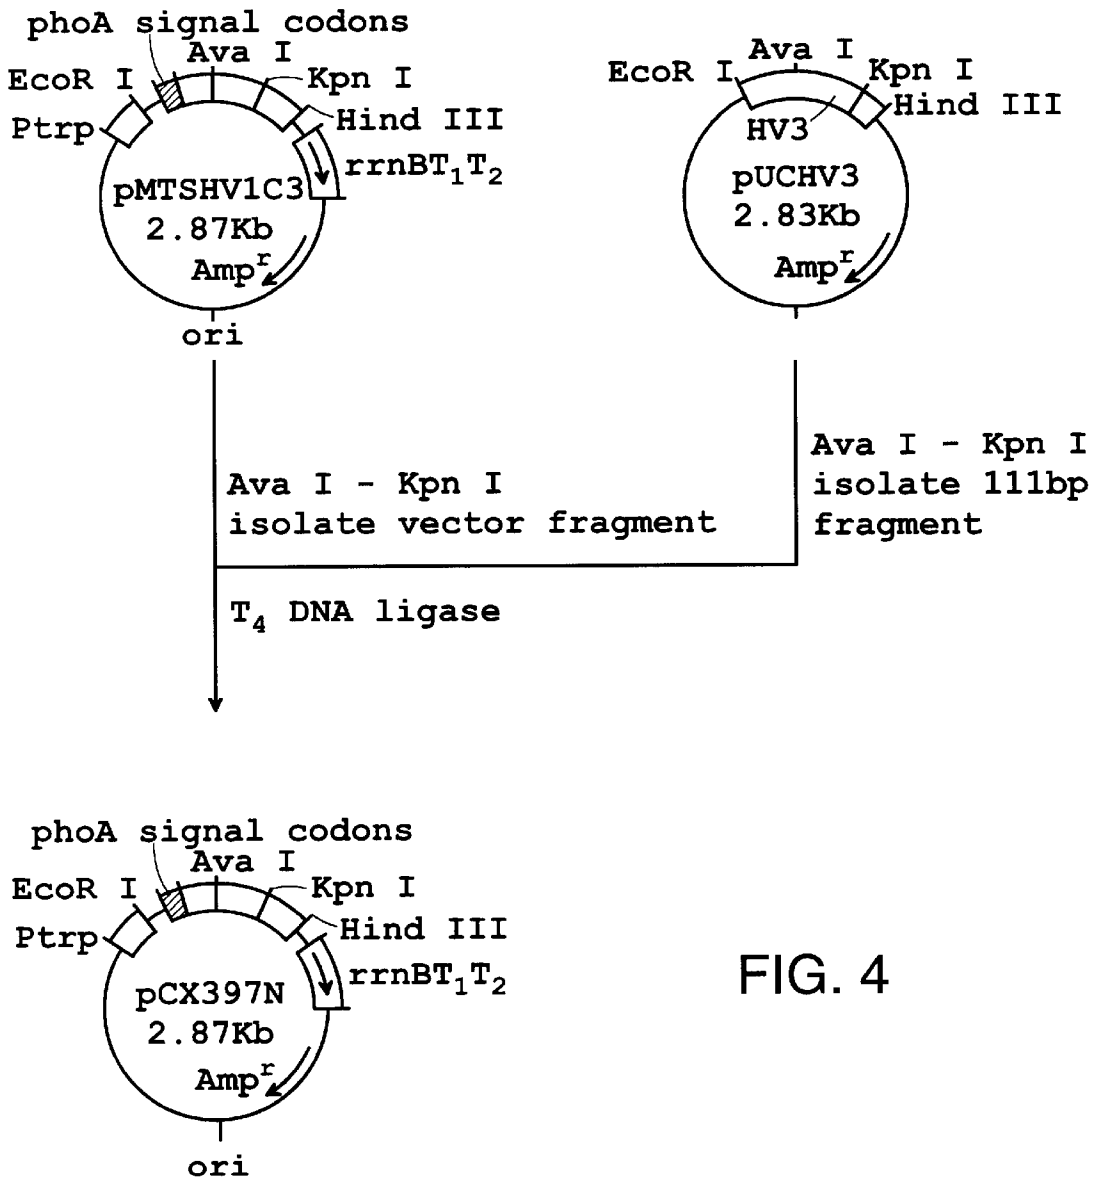 phoA signal codons
Ava I
EcoR I
Kpn I
Ptrp
Hind III
rrnBT₁T₂
pMTSHV1C3
2.87Kb
Ampʳ
ori
Ava I
EcoR I
Kpn I
Hind III
HV3
pUCHV3
2.83Kb
Ampʳ
Ava I - Kpn I
isolate vector fragment
Ava I - Kpn I
isolate 111bp
fragment
T₄ DNA ligase
phoA signal codons
Ava I
EcoR I
Kpn I
Ptrp
Hind III
rrnBT₁T₂
pCX397N
2.87Kb
Ampʳ
ori
FIG. 4